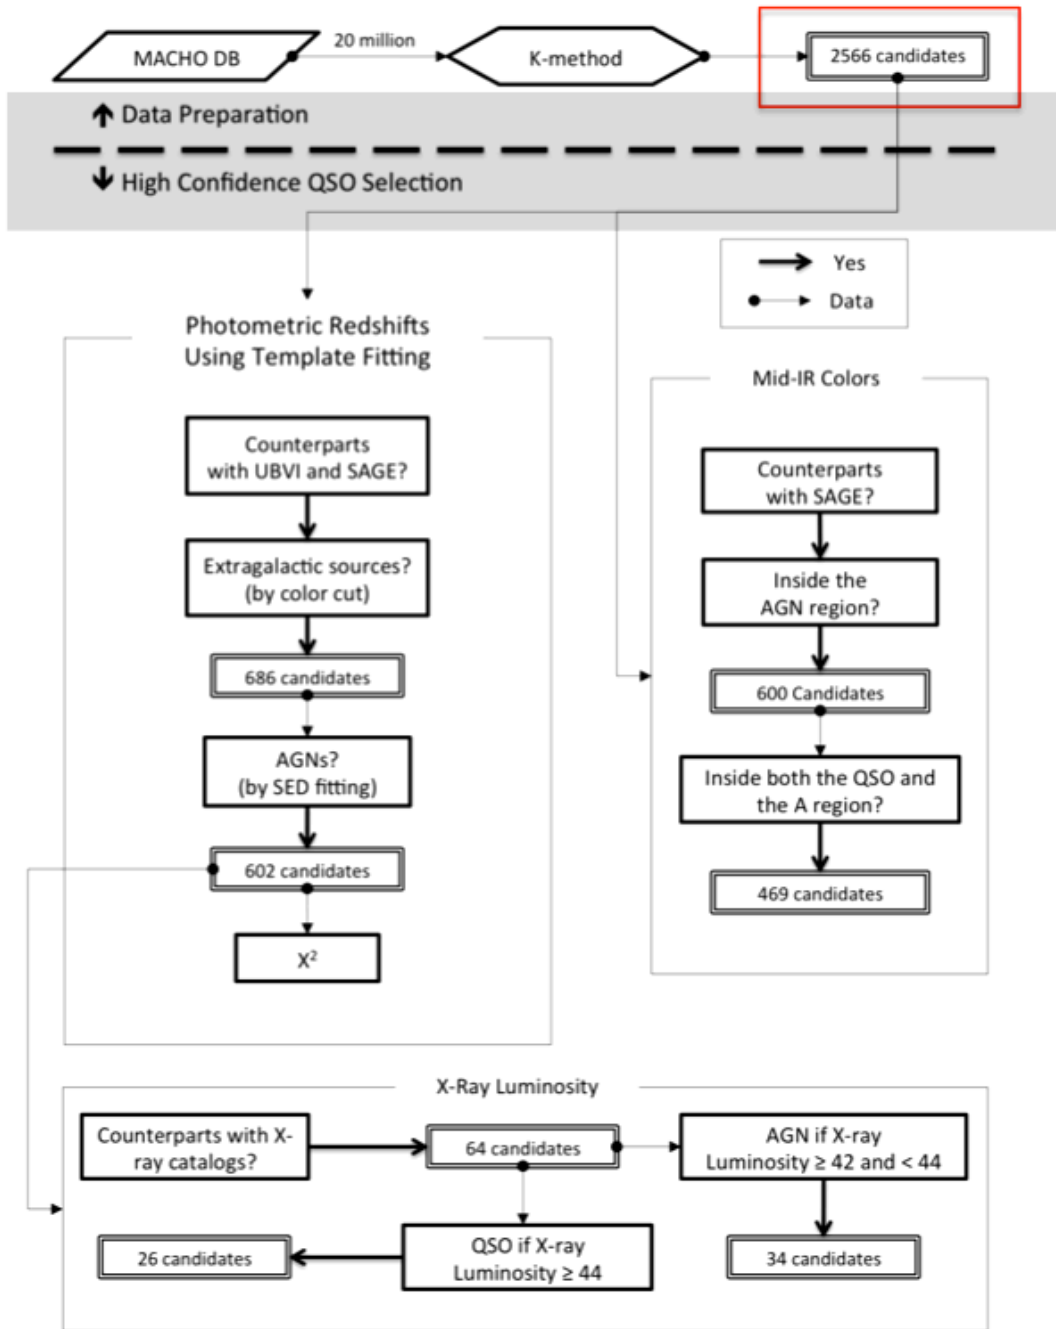 MACHO DB
20 million
K-method
2566 candidates
↑ Data Preparation
↓ High Confidence QSO Selection
Yes
Data
Photometric Redshifts
Using Template Fitting
Counterparts
with UBVI and SAGE?
Extragalactic sources?
(by color cut)
686 candidates
AGNs?
(by SED fitting)
602 candidates
X²
Mid-IR Colors
Counterparts
with SAGE?
Inside the
AGN region?
600 Candidates
Inside both the QSO and
the A region?
469 candidates
X-Ray Luminosity
Counterparts with X-
ray catalogs?
64 candidates
AGN if X-ray
Luminosity ≥ 42 and < 44
26 candidates
QSO if X-ray
Luminosity ≥ 44
34 candidates